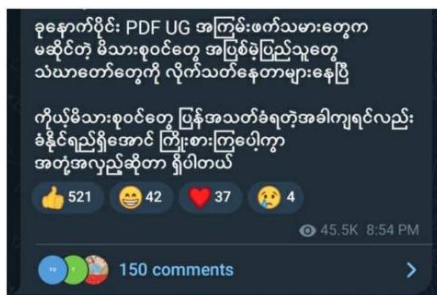 ခုနောက်ပိုင်း PDF UG အကြမ်းဖက်သမားတွေက
မဆိုင်တဲ့ မိသားစုဝင်တွေ အပြစ်မဲ့ပြည်သူတွေ
သံဃာတော်တွေကို လိုက်သတ်နေတာများနေပြီ
ကိုယ့်မိသားစုဝင်တွေ ပြန်အသတ်ခံရတဲ့အခါကျရင်လည်း
ခံနိုင်ရည်ရှိအောင် ကြိုးစားကြပေါ့ကွာ
အတုံ့အလှည့်ဆိုတာ ရှိပါတယ်
521 42 37 4
45.5K 8:54 PM
150 comments